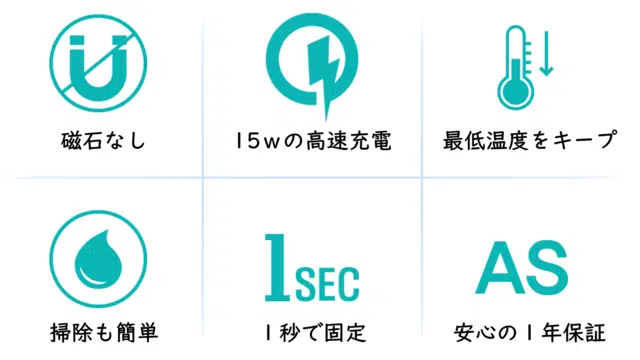 磁石なし
15wの高速充電
最低温度をキープ
掃除も簡単
1SEC
1秒で固定
AS
安心の1年保証